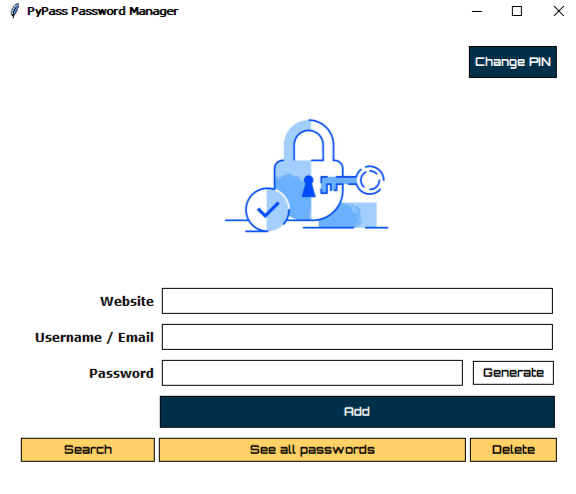 PyPass Password Manager
Change PIN
Website
Username / Email
Password
Generate
Add
Search
See all passwords
Delete